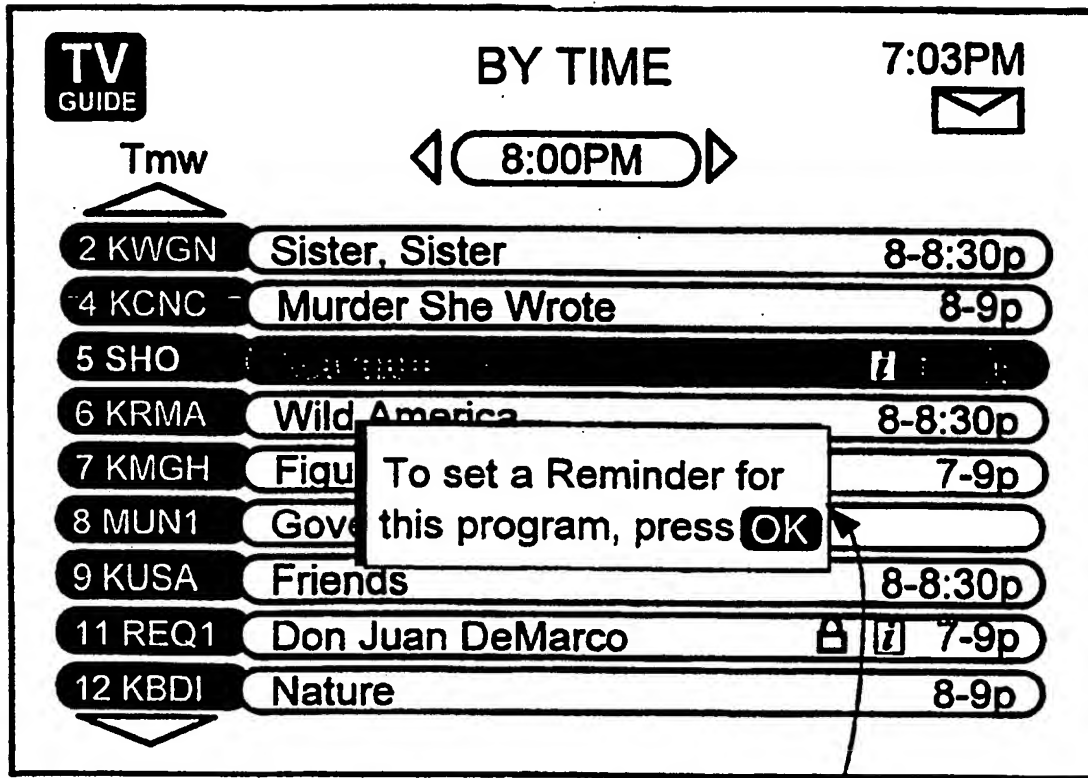 TV
GUIDE
BY TIME
7:03PM
Tmw
8:00PM
2 KWGN Sister, Sister 8-8:30p
4 KCNC Murder She Wrote 8-9p
5 SHO i
6 KRMA Wild America 8-8:30p
7 KMGH Figu 7-9p
8 MUN1 Gove
To set a Reminder for
this program, press OK
9 KUSA Friends 8-8:30p
11 REQ1 Don Juan DeMarco i 7-9p
12 KBDI Nature 8-9p